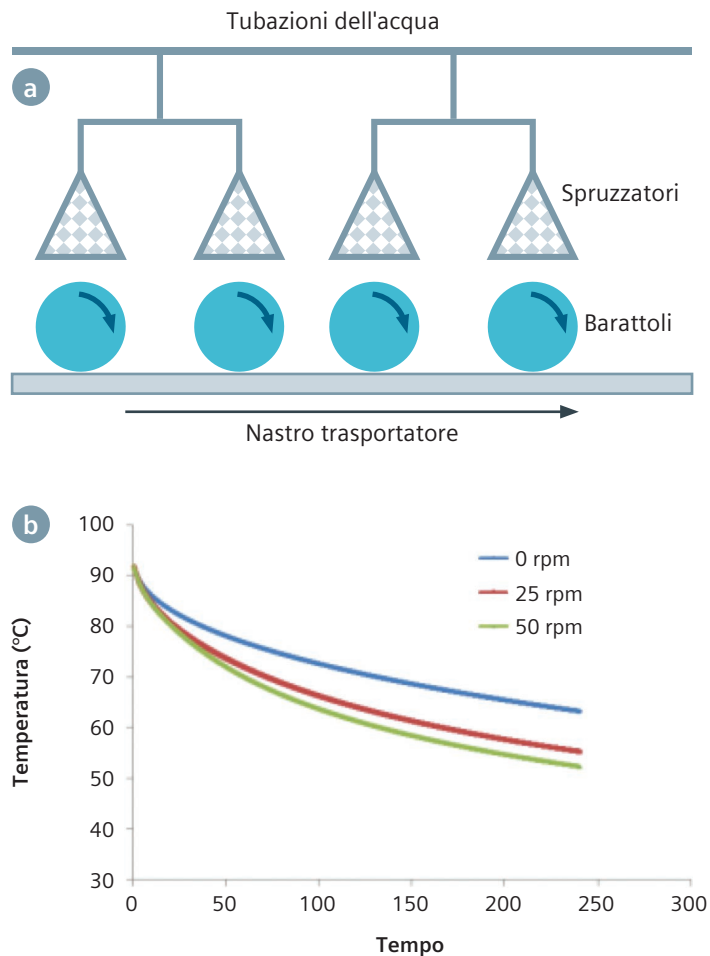 Tubazioni dell'acqua
a
Spruzzatori
Barattoli
Nastro trasportatore
b
100
90
80
70
60
50
40
30
0
50
100
150
200
250
300
Temperatura (°C)
Tempo
0 rpm
25 rpm
50 rpm